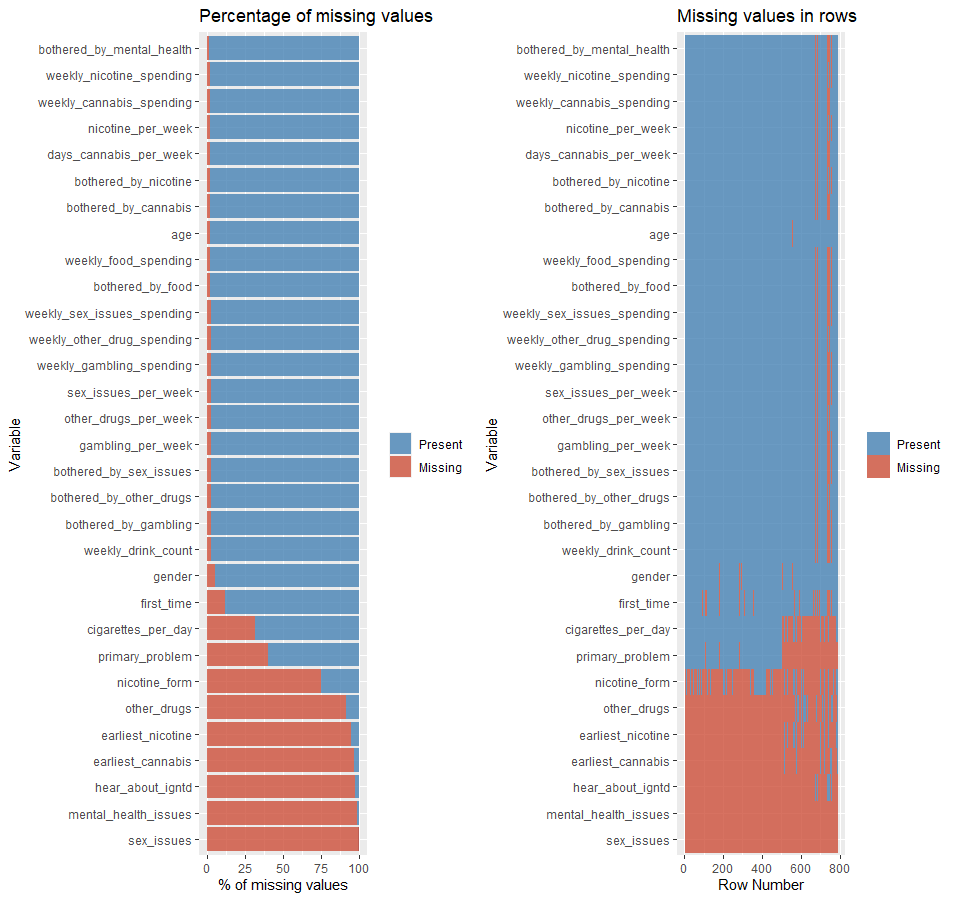 Percentage of missing values
bothered_by_mental_health
weekly_nicotine_spending
weekly_cannabis_spending
nicotine_per_week
days_cannabis_per_week
bothered_by_nicotine
bothered_by_cannabis
age
weekly_food_spending
bothered_by_food
weekly_sex_issues_spending
weekly_other_drug_spending
weekly_gambling_spending
sex_issues_per_week
other_drugs_per_week
gambling_per_week
bothered_by_sex_issues
bothered_by_other_drugs
bothered_by_gambling
weekly_drink_count
gender
first_time
cigarettes_per_day
primary_problem
nicotine_form
other_drugs
earliest_nicotine
earliest_cannabis
hear_about_igntd
mental_health_issues
sex_issues
Variable
0 25 50 75 100
% of missing values
Present
Missing
Missing values in rows
bothered_by_mental_health
weekly_nicotine_spending
weekly_cannabis_spending
nicotine_per_week
days_cannabis_per_week
bothered_by_nicotine
bothered_by_cannabis
age
weekly_food_spending
bothered_by_food
weekly_sex_issues_spending
weekly_other_drug_spending
weekly_gambling_spending
sex_issues_per_week
other_drugs_per_week
gambling_per_week
bothered_by_sex_issues
bothered_by_other_drugs
bothered_by_gambling
weekly_drink_count
gender
first_time
cigarettes_per_day
primary_problem
nicotine_form
other_drugs
earliest_nicotine
earliest_cannabis
hear_about_igntd
mental_health_issues
sex_issues
Variable
0 200 400 600 800
Row Number
Present
Missing